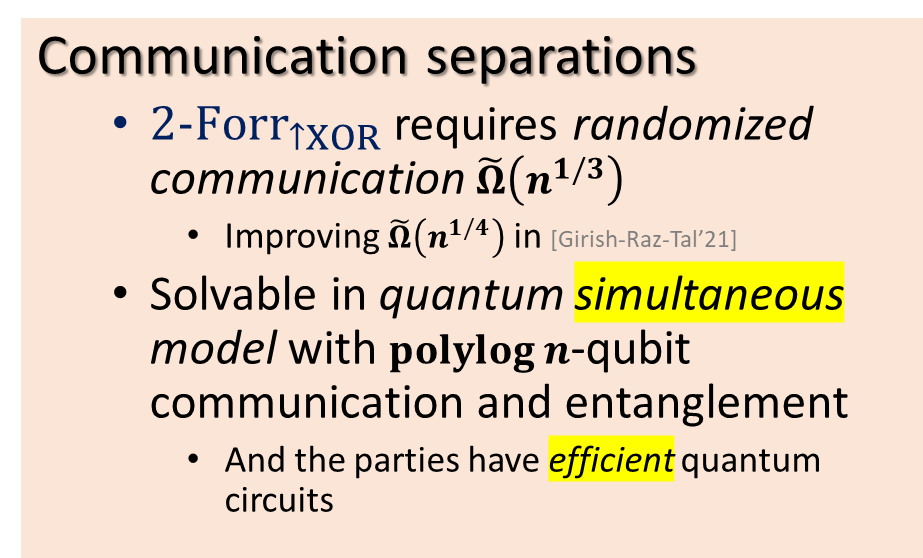 Communication separations
• 2-Forr↑XOR requires randomized
communication Ω̃(n^1/3)
• Improving Ω̃(n^1/4) in [Girish-Raz-Tal’21]
• Solvable in quantum simultaneous
model with polylog n-qubit
communication and entanglement
• And the parties have efficient quantum
circuits